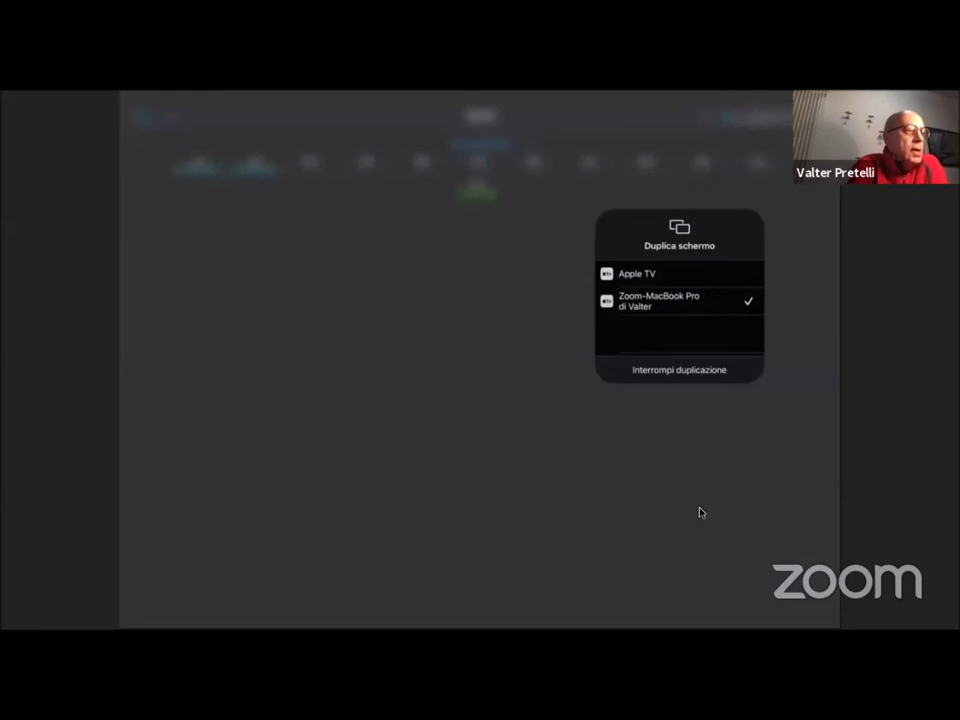 Valter Pretelli
Duplica schermo
Apple TV
Zoom-MacBook Pro
di Valter
Interrompi duplicazione
zoom